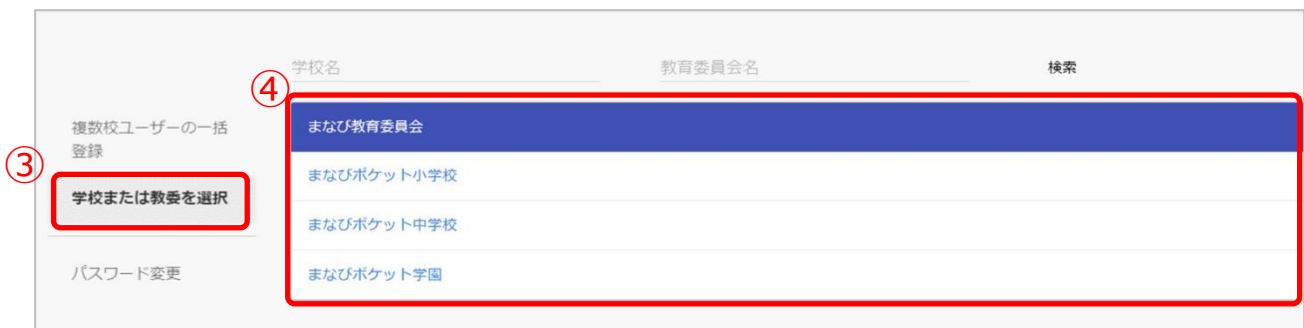 学校名 教育委員会名 検索
④
まなび教育委員会
複数校ユーザーの一括
登録
③
学校または教委を選択
まなびポケット小学校
まなびポケット中学校
パスワード変更
まなびポケット学園